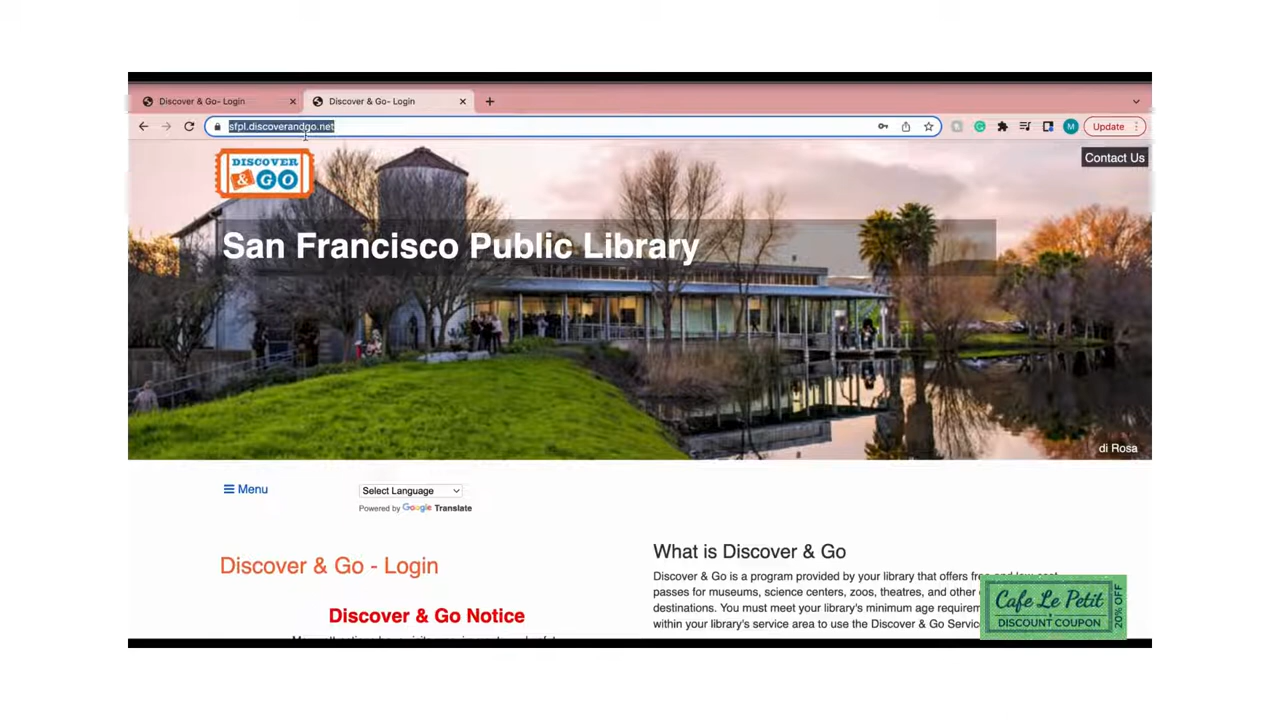 Discover & Go- Login
Discover & Go- Login
sfpl.discoverandgo.net
M
Update
DISCOVER
& GO
Contact Us
San Francisco Public Library
di Rosa
Menu
Select Language
Powered by Google Translate
Discover & Go - Login
What is Discover & Go
Discover & Go is a program provided by your library that offers free and low cost
passes for museums, science centers, zoos, theatres, and other
destinations. You must meet your library's minimum age
within your library's service area to use the Discover & Go
Discover & Go Notice
Cafe Le Petit
DISCOUNT COUPON
20% OFF